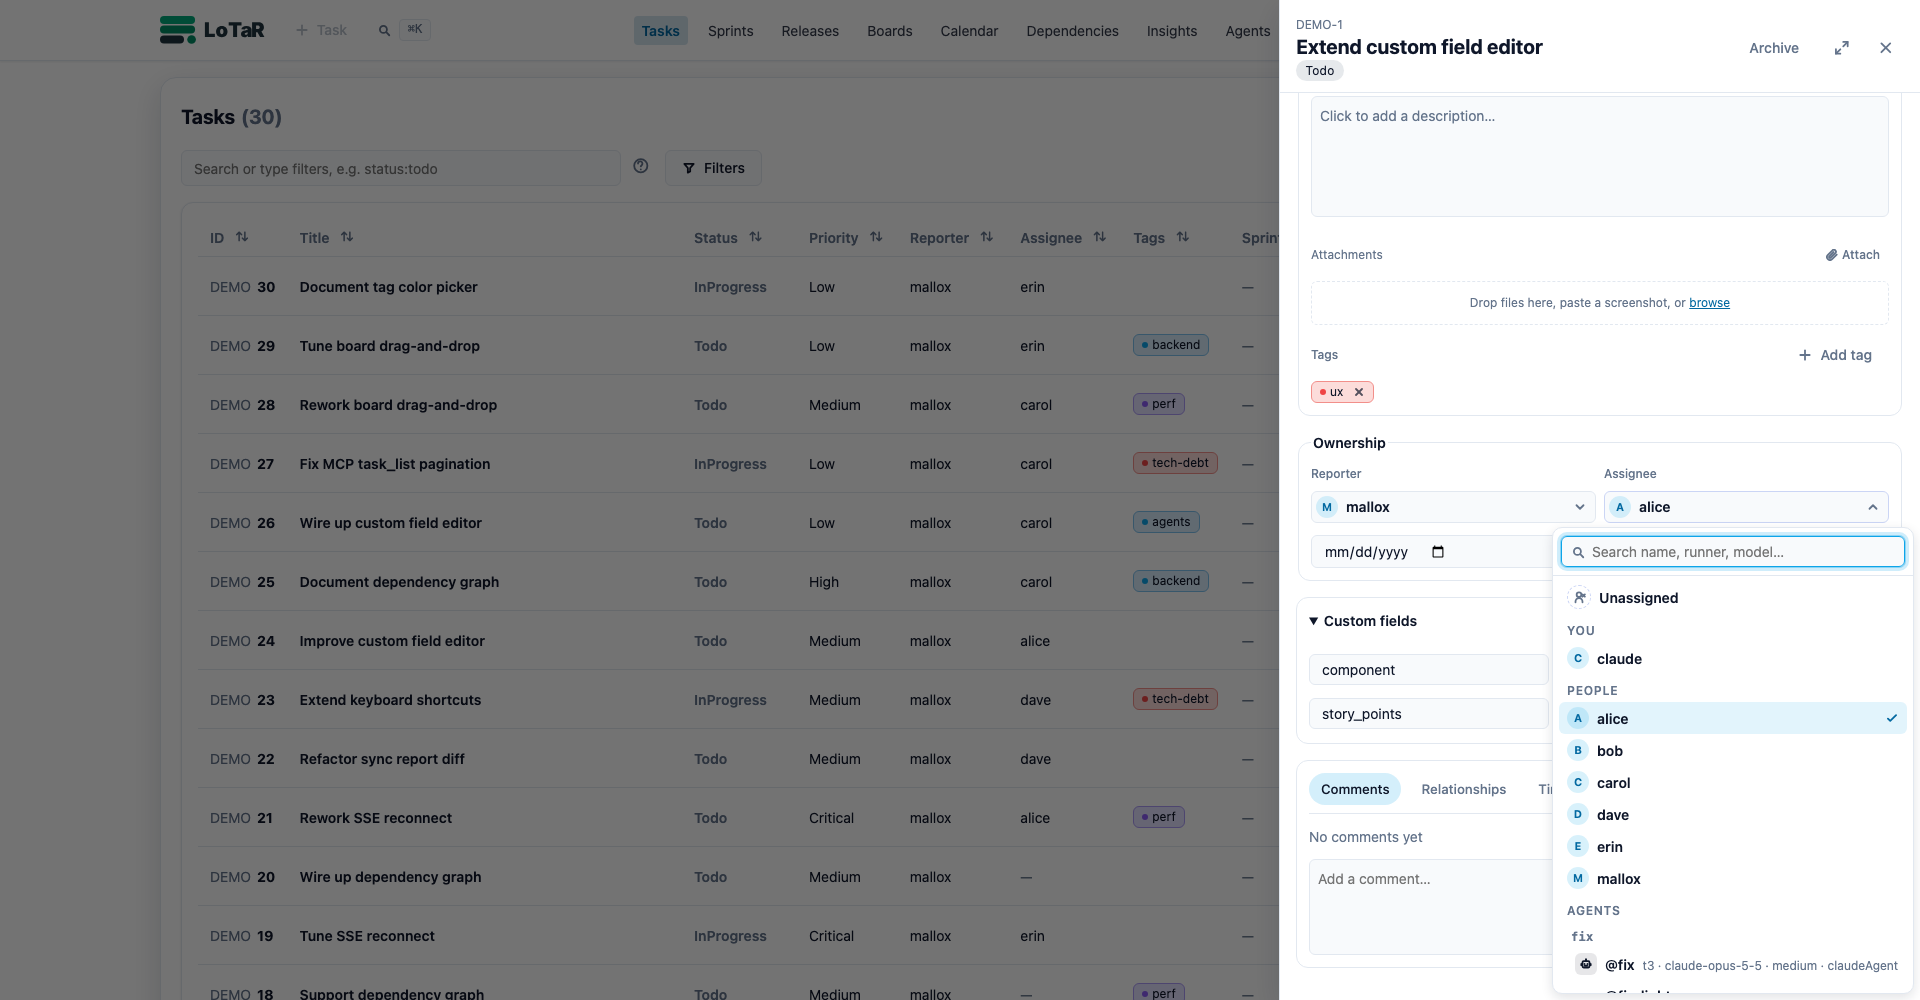 LoTaR
Task
⌘K
Tasks
Sprints
Releases
Boards
Calendar
Dependencies
Insights
Agents
Tasks (30)
Search or type filters, e.g. status:todo
Filters
ID Title Status Priority Reporter Assignee Tags Sprin
DEMO 30 Document tag color picker InProgress Low mallox erin —
DEMO 29 Tune board drag-and-drop Todo Low mallox erin backend —
DEMO 28 Rework board drag-and-drop Todo Medium mallox carol perf —
DEMO 27 Fix MCP task_list pagination InProgress Low mallox carol tech-debt —
DEMO 26 Wire up custom field editor Todo Low mallox carol agents —
DEMO 25 Document dependency graph Todo High mallox carol backend —
DEMO 24 Improve custom field editor Todo Medium mallox alice —
DEMO 23 Extend keyboard shortcuts InProgress Medium mallox dave tech-debt —
DEMO 22 Refactor sync report diff Todo Medium mallox dave —
DEMO 21 Rework SSE reconnect Todo Critical mallox alice perf —
DEMO 20 Wire up dependency graph Todo Medium mallox — —
DEMO 19 Tune SSE reconnect InProgress Critical mallox erin —
DEMO 18 Support dependency graph Todo Medium mallox — perf —
DEMO-1
Extend custom field editor
Todo
Archive
Click to add a description...
Attachments
Attach
Drop files here, paste a screenshot, or browse
Tags
Add tag
ux
Ownership
Reporter
Assignee
M mallox
A alice
mm/dd/yyyy
Custom fields
component
story_points
Comments
Relationships
No comments yet
Add a comment...
Search name, runner, model...
Unassigned
YOU
C claude
PEOPLE
A alice
B bob
C carol
D dave
E erin
M mallox
AGENTS
fix
@fix t3 · claude-opus-5-5 · medium · claudeAgent